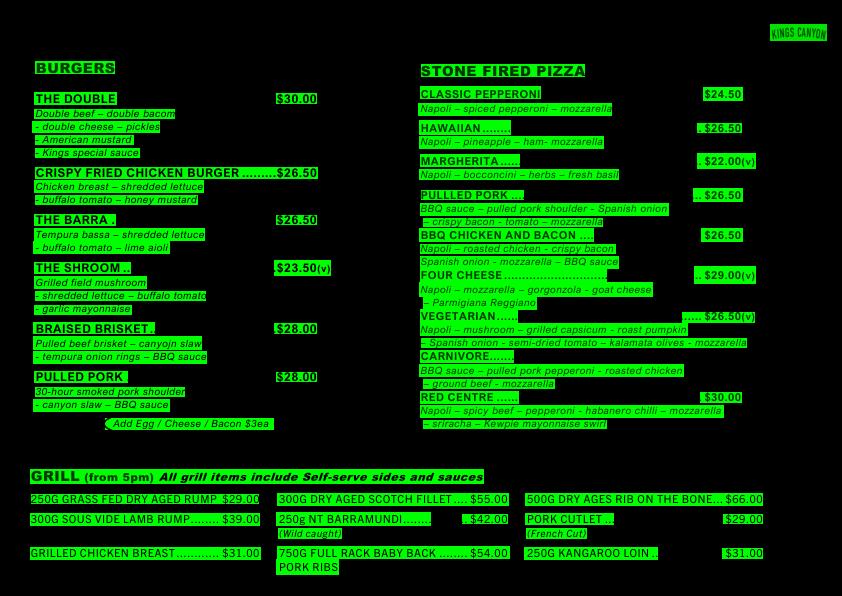 KINGS CANYON
BURGERS
THE DOUBLE $30.00
Double beef – double bacom
- double cheese – pickles
- American mustard
- Kings special sauce
CRISPY FRIED CHICKEN BURGER .........$26.50
Chicken breast – shredded lettuce
- buffalo tomato – honey mustard
THE BARRA . $26.50
Tempura bassa – shredded lettuce
- buffalo tomato – lime aioli
THE SHROOM .. .$23.50(v)
Grilled field mushroom
- shredded lettuce – buffalo tomato
- garlic mayonnaise
BRAISED BRISKET. $28.00
Pulled beef brisket – canyojn slaw
- tempura onion rings – BBQ sauce
PULLED PORK $28.00
30-hour smoked pork shoulder
- canyon slaw – BBQ sauce
Add Egg / Cheese / Bacon $3ea
STONE FIRED PIZZA
CLASSIC PEPPERONI $24.50
Napoli – spiced pepperoni – mozzarella
HAWAIIAN ........ . $26.50
Napoli – pineapple – ham- mozzarella
MARGHERITA ..... . $22.00(v)
Napoli – bocconcini – herbs – fresh basil
PULLLED PORK .... .. $26.50
BBQ sauce – pulled pork shoulder - Spanish onion
– crispy bacon - tomato – mozzarella
BBQ CHICKEN AND BACON .... $26.50
Napoli – roasted chicken - crispy bacon
Spanish onion - mozzarella – BBQ sauce
FOUR CHEESE ............................ .. $29.00(v)
Napoli – mozzarella – gorgonzola - goat cheese
– Parmigiana Reggiano
VEGETARIAN...... ..... $26.50(v)
Napoli – mushroom – grilled capsicum - roast pumpkin
– Spanish onion - semi-dried tomato – kalamata olives - mozzarella
CARNIVORE.......
BBQ sauce – pulled pork pepperoni - roasted chicken
– ground beef - mozzarella
RED CENTRE ...... . $30.00
Napoli – spicy beef – pepperoni - habanero chilli – mozzarella
– sriracha – Kewpie mayonnaise swirl
GRILL (from 5pm) All grill items include Self-serve sides and sauces
250G GRASS FED DRY AGED RUMP $29.00
300G DRY AGED SCOTCH FILLET .... $55.00
500G DRY AGES RIB ON THE BONE... $66.00
300G SOUS VIDE LAMB RUMP........ $39.00
250g NT BARRAMUNDI........ . $42.00
PORK CUTLET ... $29.00
(Wild caught)
(French Cut)
GRILLED CHICKEN BREAST............ $31.00
750G FULL RACK BABY BACK ........ $54.00
250G KANGAROO LOIN .. $31.00
PORK RIBS